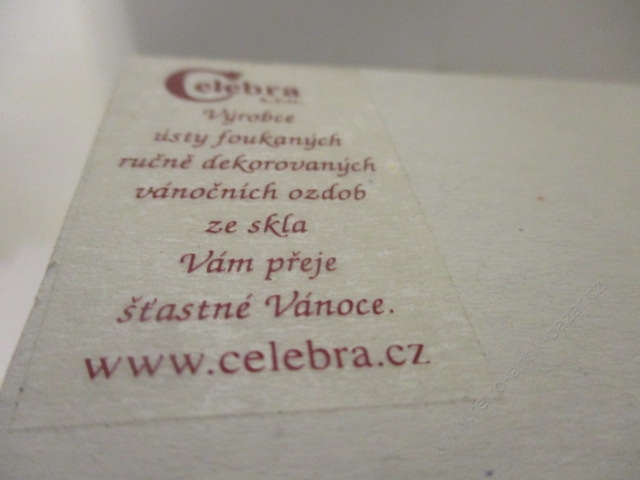 Celebra
s.r.o.
Výrobce
ústy foukaných
ručně dekorovaných
vánočních ozdob
ze skla
Vám přeje
šťastné Vánoce.
www.celebra.cz